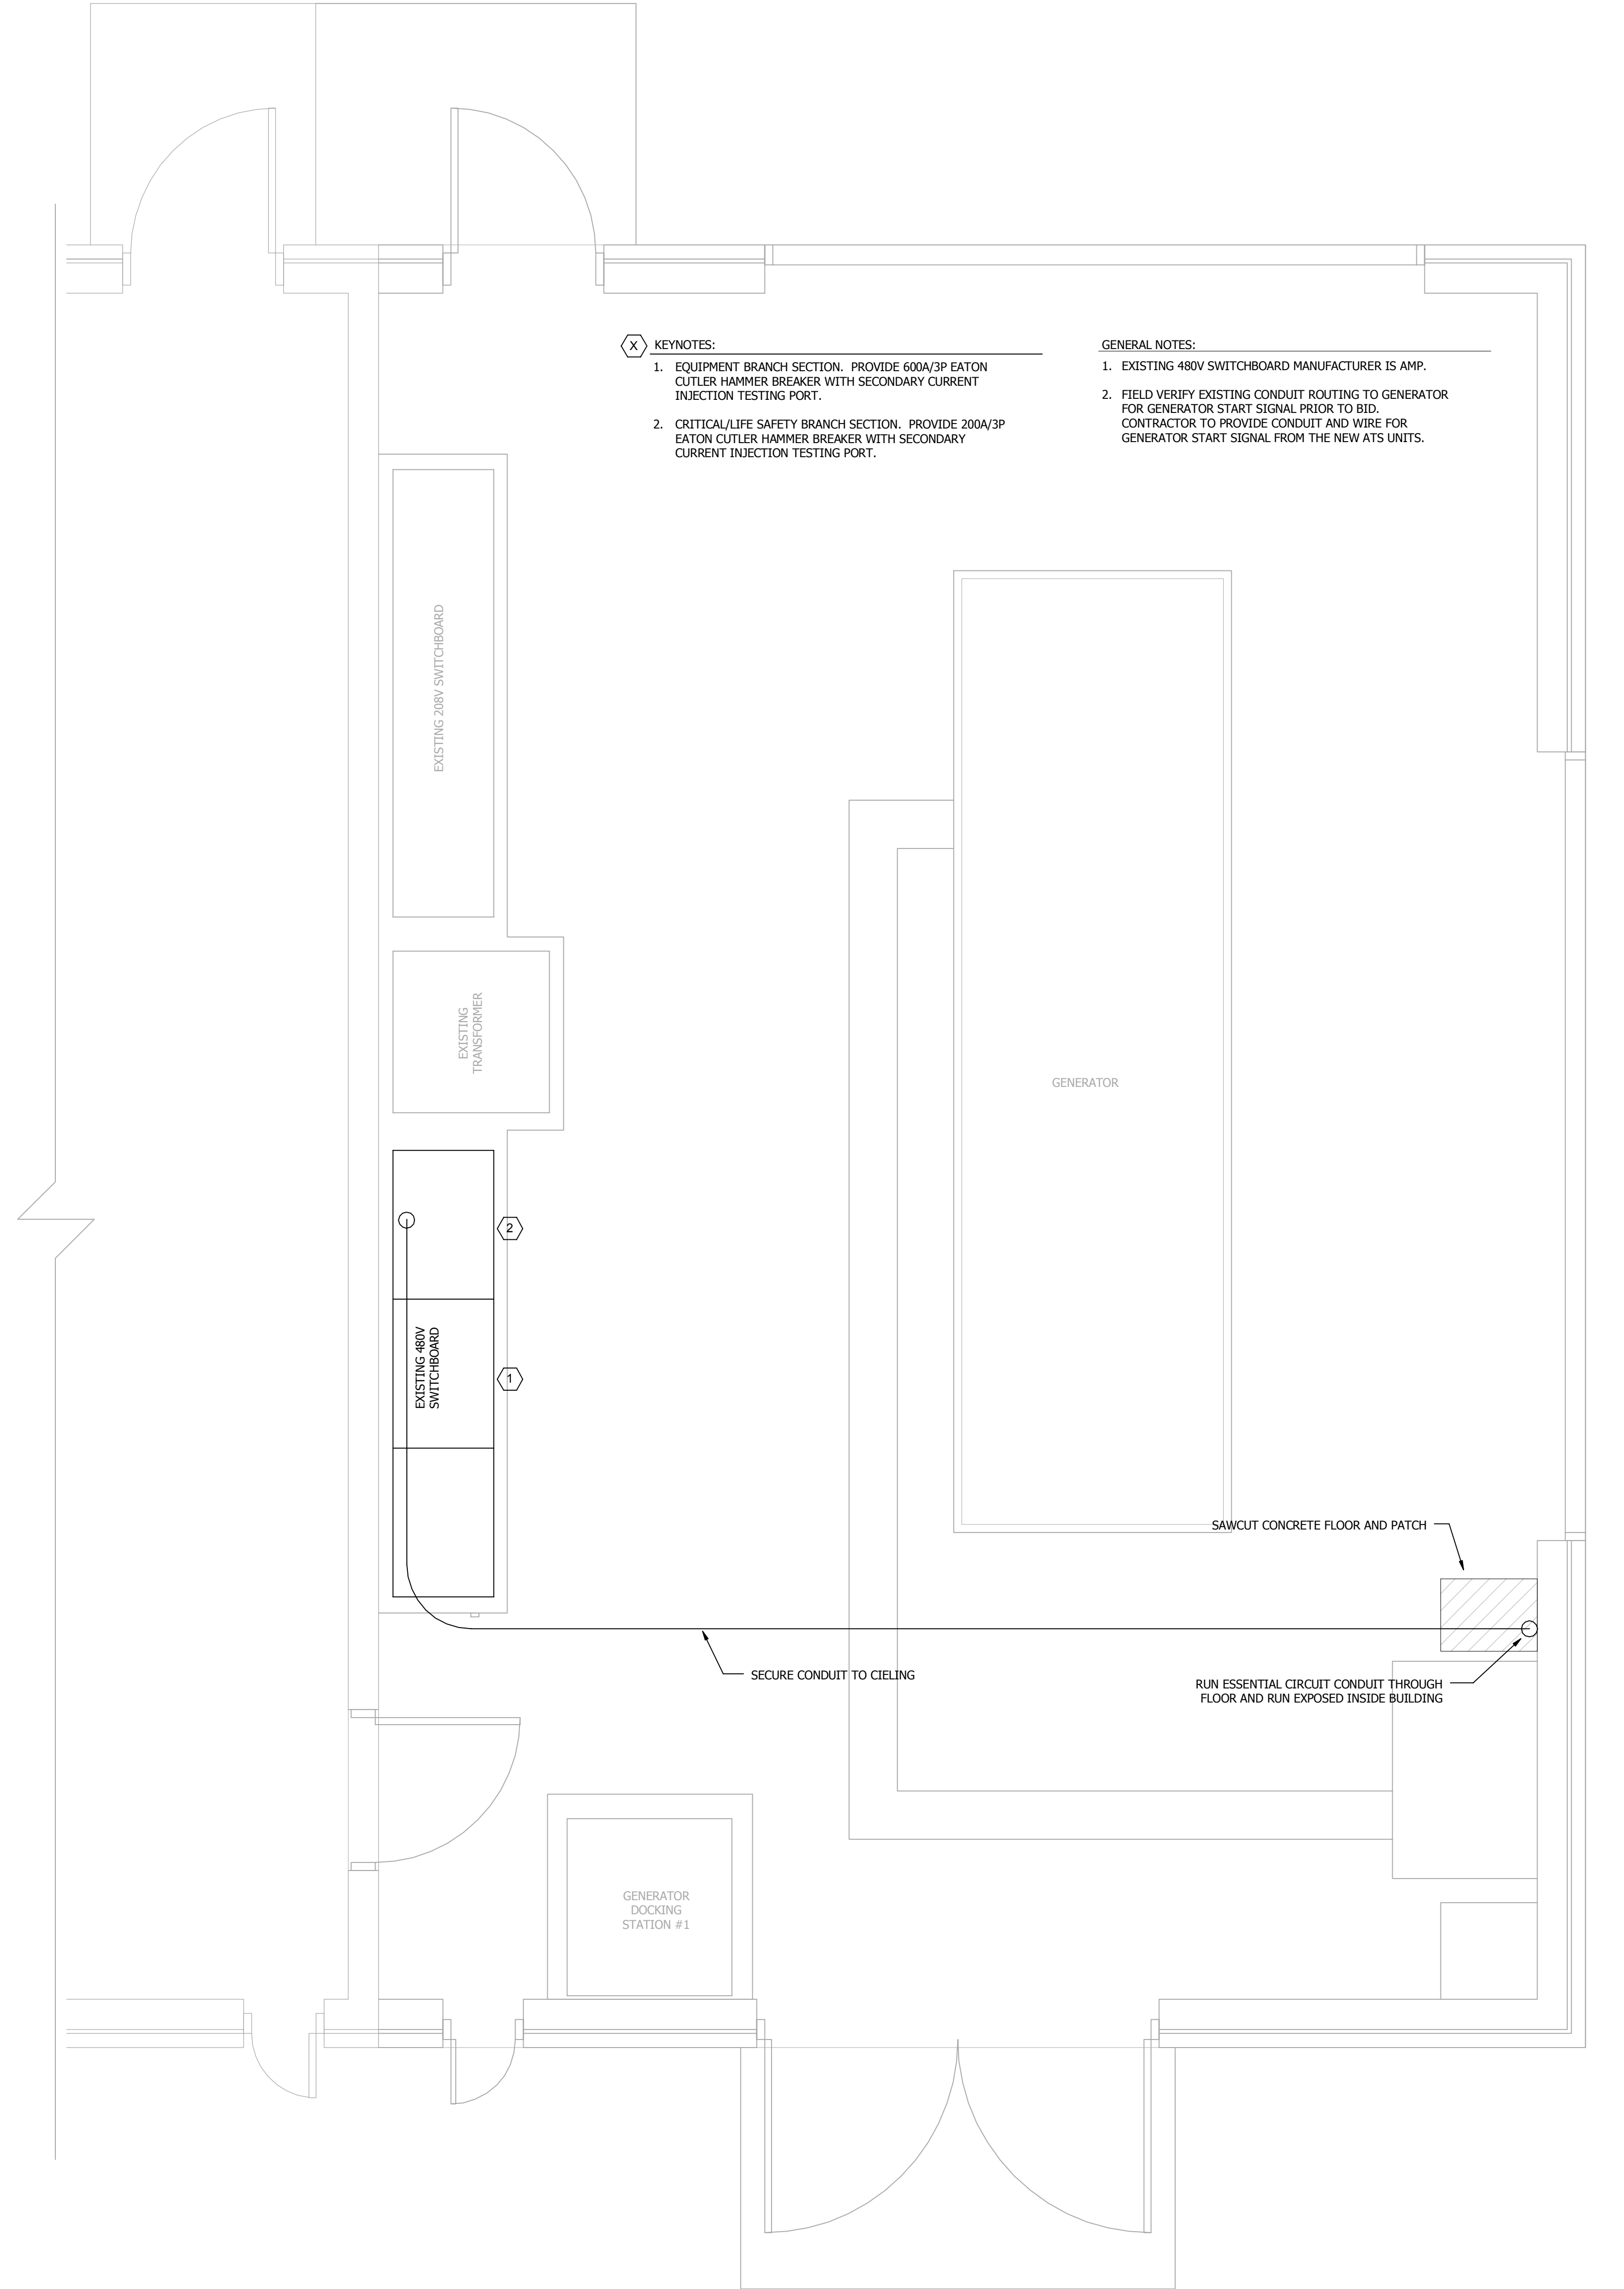 X KEYNOTES:
1. EQUIPMENT BRANCH SECTION. PROVIDE 600A/3P EATON
CUTLER HAMMER BREAKER WITH SECONDARY CURRENT
INJECTION TESTING PORT.
2. CRITICAL/LIFE SAFETY BRANCH SECTION. PROVIDE 200A/3P
EATON CUTLER HAMMER BREAKER WITH SECONDARY
CURRENT INJECTION TESTING PORT.
GENERAL NOTES:
1. EXISTING 480V SWITCHBOARD MANUFACTURER IS AMP.
2. FIELD VERIFY EXISTING CONDUIT ROUTING TO GENERATOR
FOR GENERATOR START SIGNAL PRIOR TO BID.
CONTRACTOR TO PROVIDE CONDUIT AND WIRE FOR
GENERATOR START SIGNAL FROM THE NEW ATS UNITS.
EXISTING 208V SWITCHBOARD
EXISTING
TRANSFORMER
GENERATOR
2
EXISTING 480V
SWITCHBOARD
1
SAWCUT CONCRETE FLOOR AND PATCH
SECURE CONDUIT TO CIELING
RUN ESSENTIAL CIRCUIT CONDUIT THROUGH
FLOOR AND RUN EXPOSED INSIDE BUILDING
GENERATOR
DOCKING
STATION #1